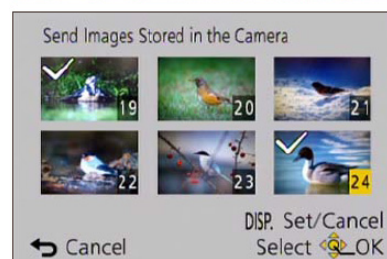 Send Images Stored in the Camera
19 20 21
22 23 24
DISP. Set/Cancel
Cancel Select OK